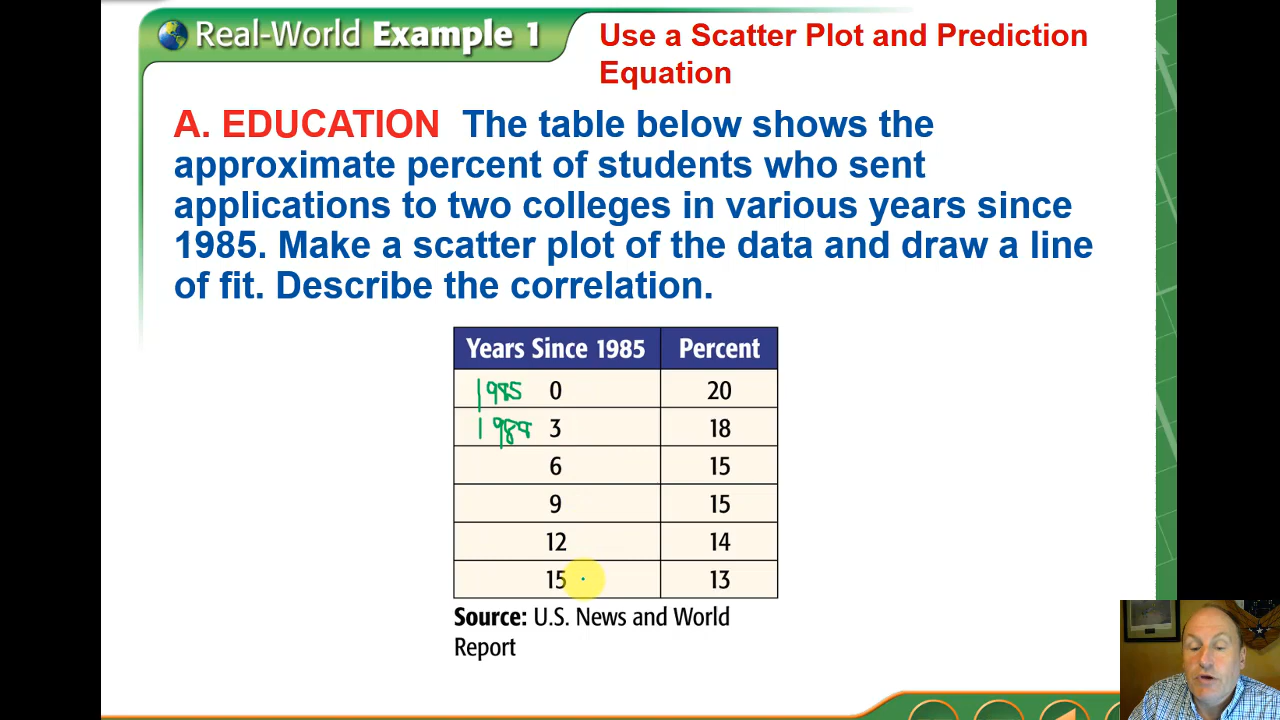 Real-World Example 1
Use a Scatter Plot and Prediction
Equation
A. EDUCATION The table below shows the
approximate percent of students who sent
applications to two colleges in various years since
1985. Make a scatter plot of the data and draw a line
of fit. Describe the correlation.
Years Since 1985 Percent
1985 0 20
1988 3 18
6 15
9 15
12 14
15 13
Source: U.S. News and World
Report